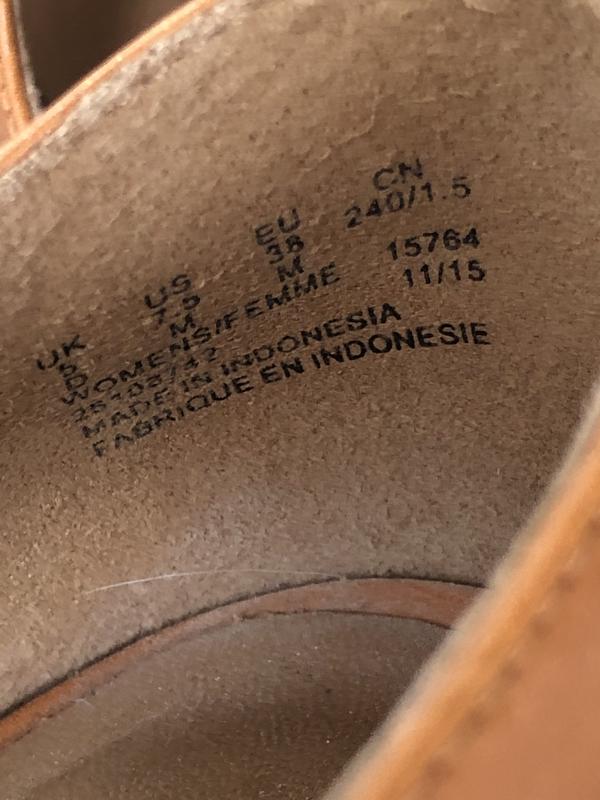 UK US EU CN
5 7.5 38 240/1.5
D M M
WOMENS/FEMME 15764
11/15
MADE IN INDONESIA
FABRIQUE EN INDONESIE